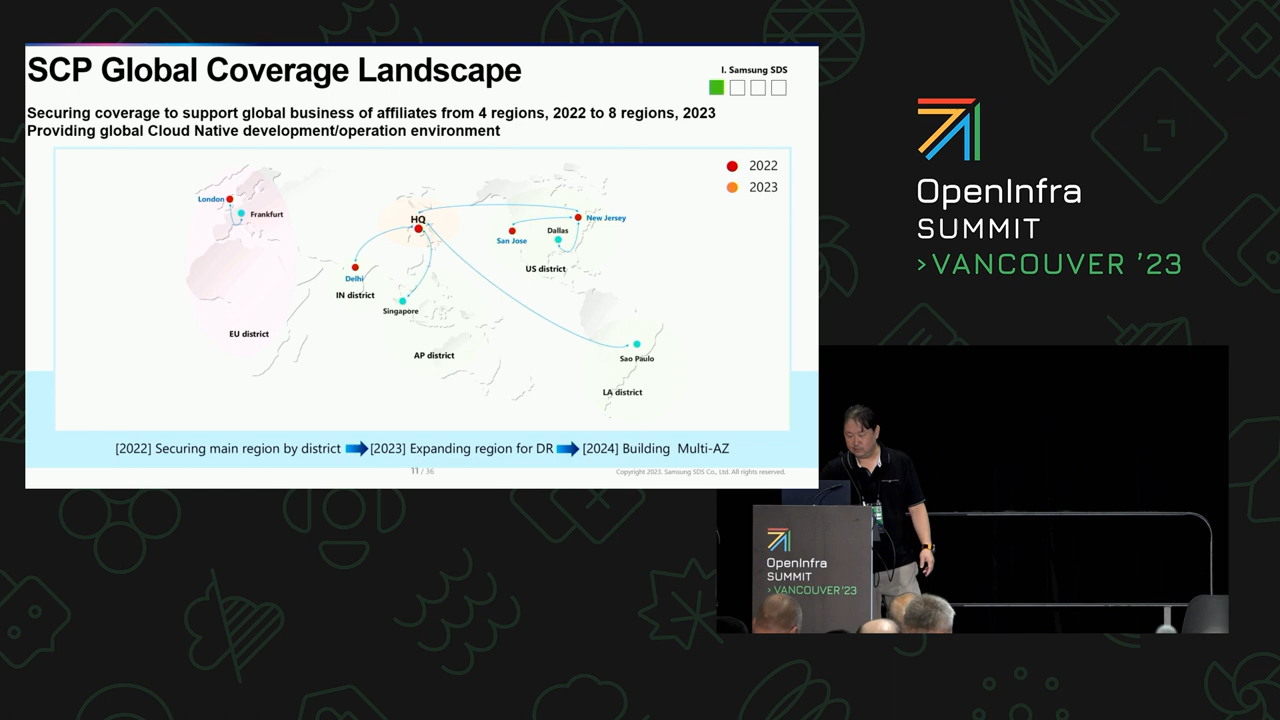 SCP Global Coverage Landscape
I. Samsung SDS
Securing coverage to support global business of affiliates from 4 regions, 2022 to 8 regions, 2023
Providing global Cloud Native development/operation environment
2022
2023
London
Frankfurt
HQ
New Jersey
Dallas
San Jose
Delhi
US district
IN district
Singapore
EU district
AP district
Sao Paulo
LA district
[2022] Securing main region by district
[2023] Expanding region for DR
[2024] Building Multi-AZ
11 / 36
Copyright 2023. Samsung SDS Co., Ltd. All rights reserved.
OpenInfra
SUMMIT
>VANCOUVER '23
OpenInfra
SUMMIT
>VANCOUVER '23